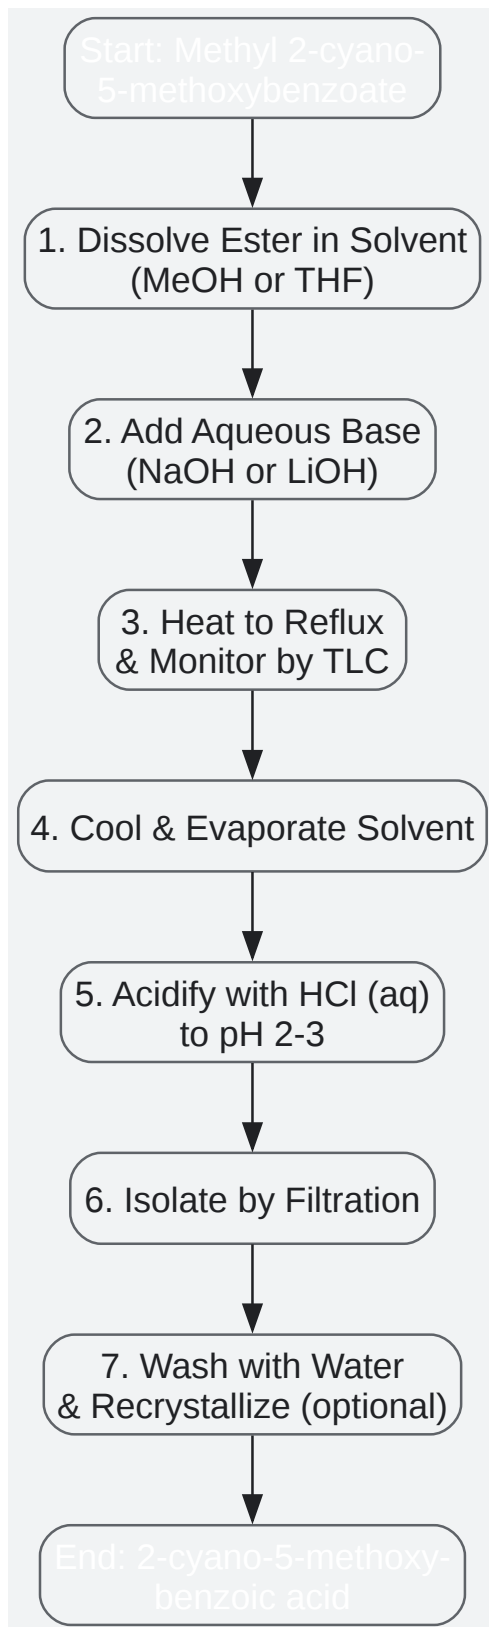 Start: Methyl 2-cyano-
5-methoxybenzoate
1. Dissolve Ester in Solvent
(MeOH or THF)
2. Add Aqueous Base
(NaOH or LiOH)
3. Heat to Reflux
& Monitor by TLC
4. Cool & Evaporate Solvent
5. Acidify with HCl (aq)
to pH 2-3
6. Isolate by Filtration
7. Wash with Water
& Recrystallize (optional)
End: 2-cyano-5-methoxy-
benzoic acid